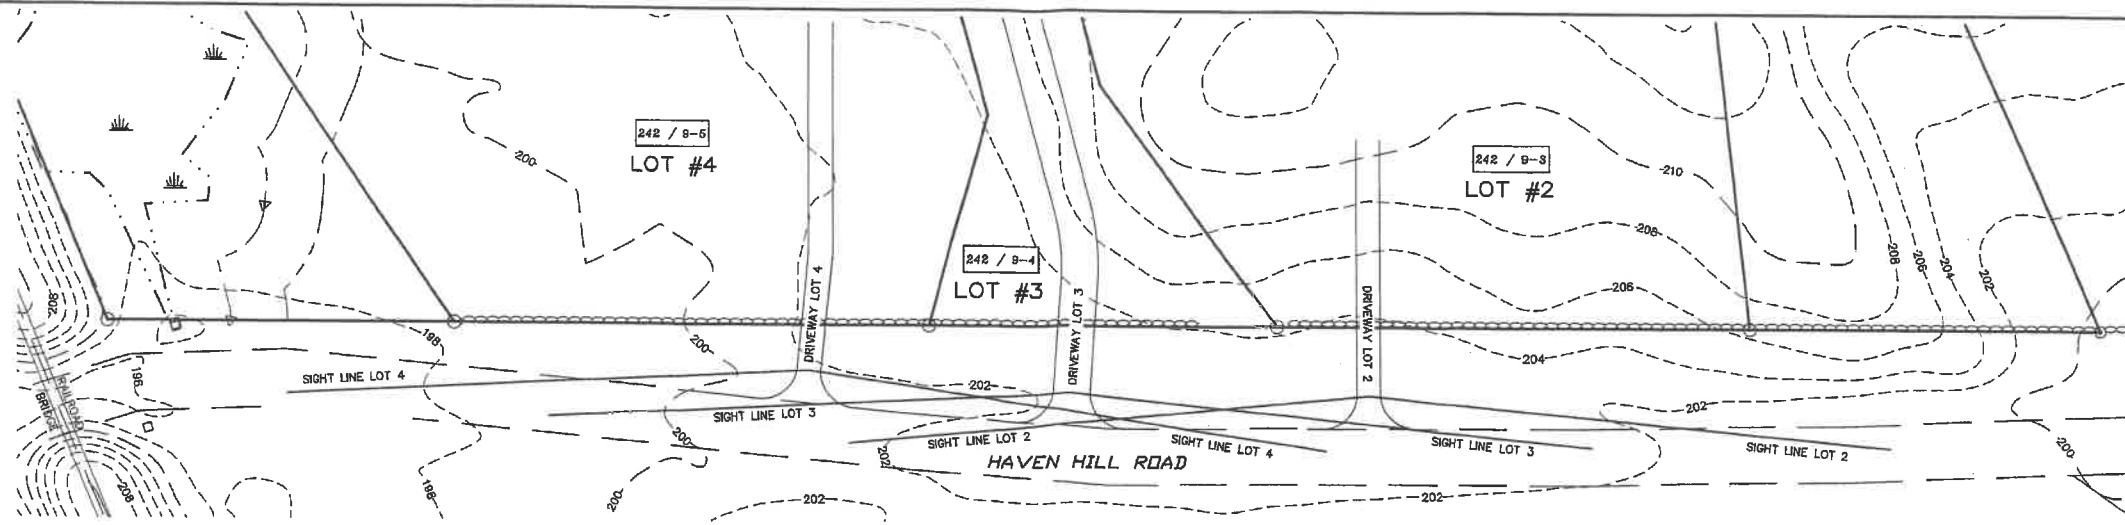 242 / 9-5
LOT #4
242 / 9-4
LOT #3
242 / 9-3
LOT #2
200
210
208
206
204
202
208
206
208
206
204
202
198
200
196
202
202
200
202
198
200
202
202
200
208
DRIVEWAY LOT 4
DRIVEWAY LOT 3
DRIVEWAY LOT 2
SIGHT LINE LOT 4
SIGHT LINE LOT 3
SIGHT LINE LOT 2
SIGHT LINE LOT 4
SIGHT LINE LOT 3
SIGHT LINE LOT 2
HAVEN HILL ROAD
RAILROAD
BRIDGE